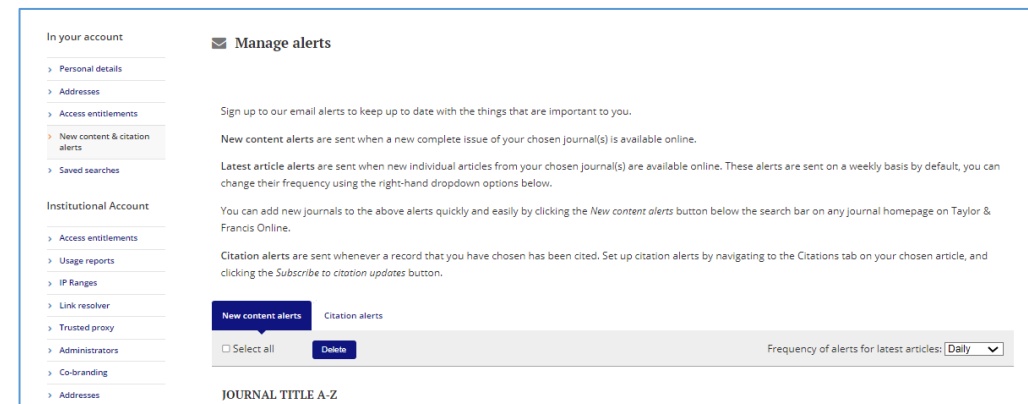 In your account
Personal details
Addresses
Access entitlements
New content & citation
alerts
Saved searches
Institutional Account
Access entitlements
Usage reports
IP Ranges
Link resolver
Trusted proxy
Administrators
Co-branding
Addresses
Manage alerts
Sign up to our email alerts to keep up to date with the things that are important to you.
New content alerts are sent when a new complete issue of your chosen journal(s) is available online.
Latest article alerts are sent when new individual articles from your chosen journal(s) are available online. These alerts are sent on a weekly basis by default, you can
change their frequency using the right-hand dropdown options below.
You can add new journals to the above alerts quickly and easily by clicking the New content alerts button below the search bar on any journal homepage on Taylor &
Francis Online.
Citation alerts are sent whenever a record that you have chosen has been cited. Set up citation alerts by navigating to the Citations tab on your chosen article, and
clicking the Subscribe to citation updates button.
New content alerts Citation alerts
Select all Delete Frequency of alerts for latest articles: Daily
JOURNAL TITLE A-Z